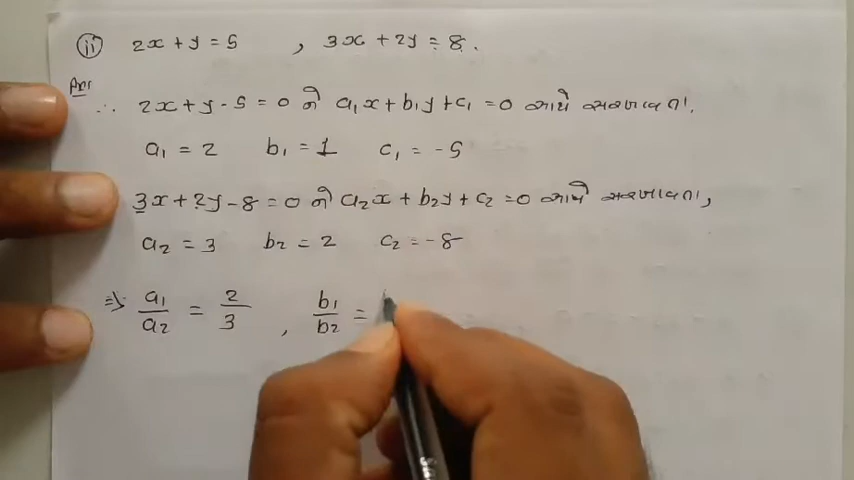 (ii) 2x + y = 5 , 3x + 2y = 8.
Ans
∴ 2x + y - 5 = 0 ને a₁x + b₁y + c₁ = 0 સાથે સરખાવતા.
a₁ = 2 b₁ = 1 c₁ = -5
3x + 2y - 8 = 0 ને a₂x + b₂y + c₂ = 0 સાથે સરખાવતા,
a₂ = 3 b₂ = 2 c₂ = -8
⇒ a₁/a₂ = 2/3 , b₁/b₂ =